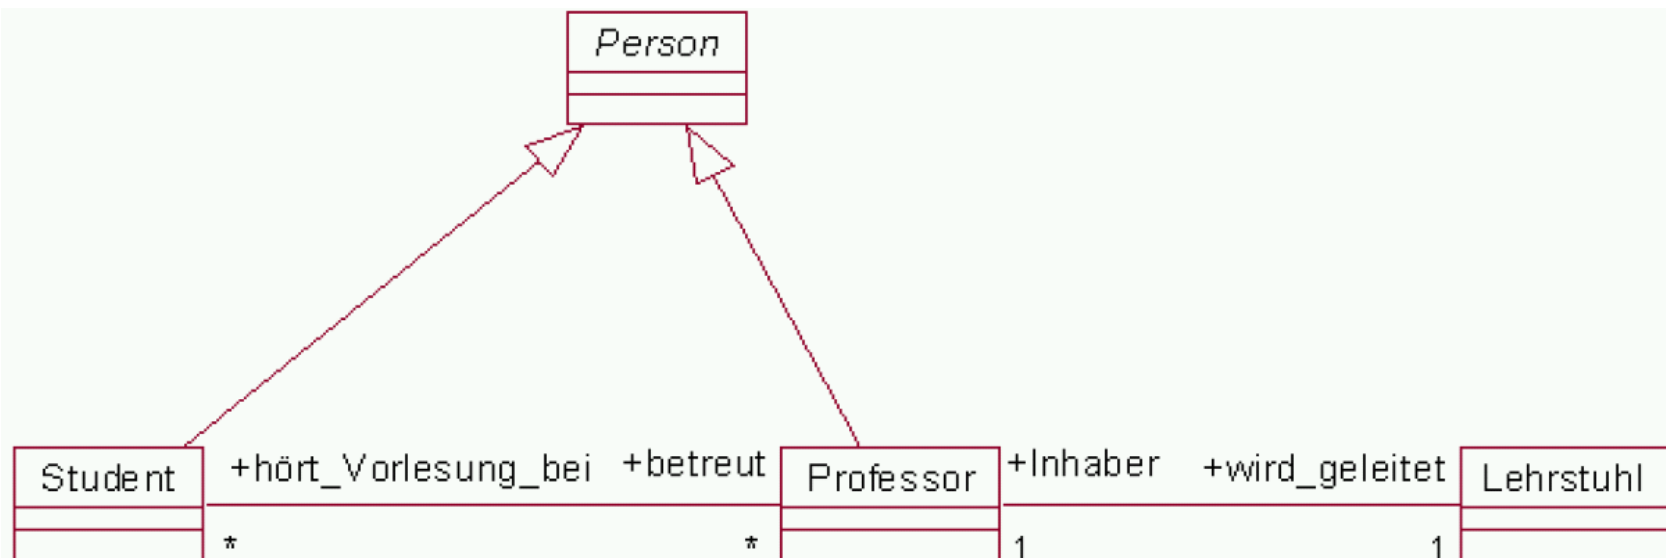 Person
+hört_Vorlesung_bei +betreut +Inhaber +wird_geleitet
Student Professor Lehrstuhl
* * 1 1